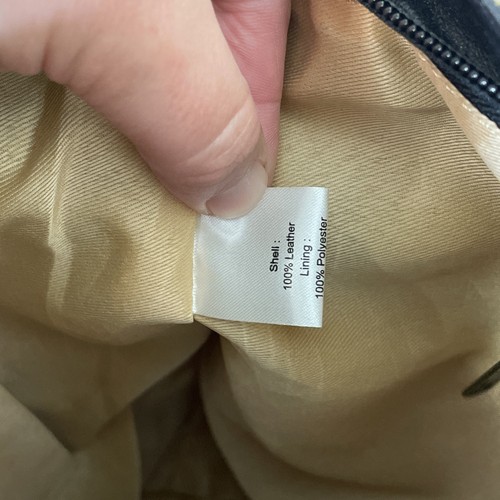 Shell :
100% Leather
Lining :
100% Polyester